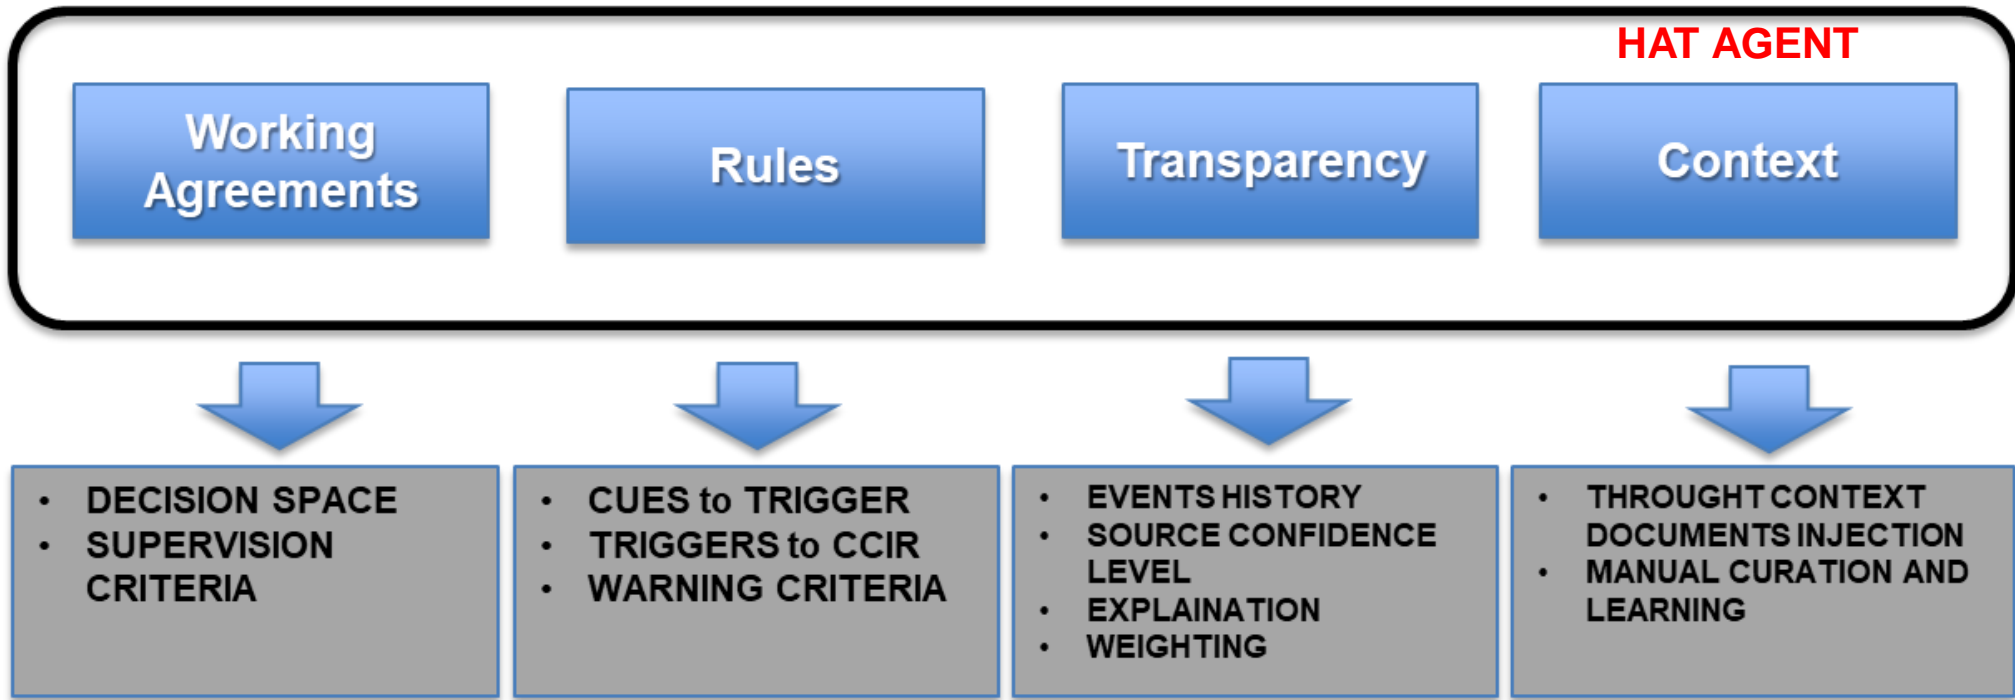 HAT AGENT
Working
Agreements
Rules
Transparency
Context
• DECISION SPACE
• SUPERVISION
CRITERIA
• CUES to TRIGGER
• TRIGGERS to CCIR
• WARNING CRITERIA
• EVENTS HISTORY
• SOURCE CONFIDENCE
LEVEL
• EXPLAINATION
• WEIGHTING
• THROUGHT CONTEXT
DOCUMENTS INJECTION
• MANUAL CURATION AND
LEARNING